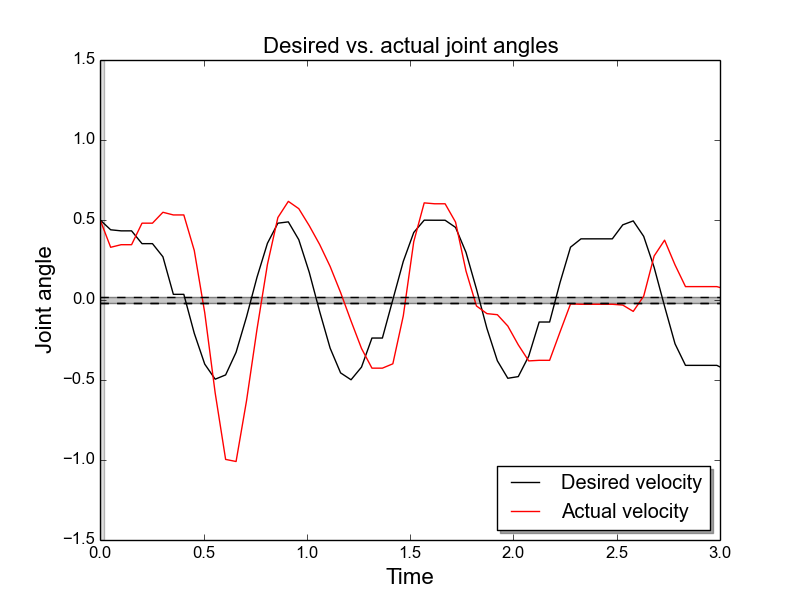 Desired vs. actual joint angles
1.5
1.0
0.5
0.0
−0.5
−1.0
−1.5
Joint angle
Desired velocity
Actual velocity
0.0 0.5 1.0 1.5 2.0 2.5 3.0
Time